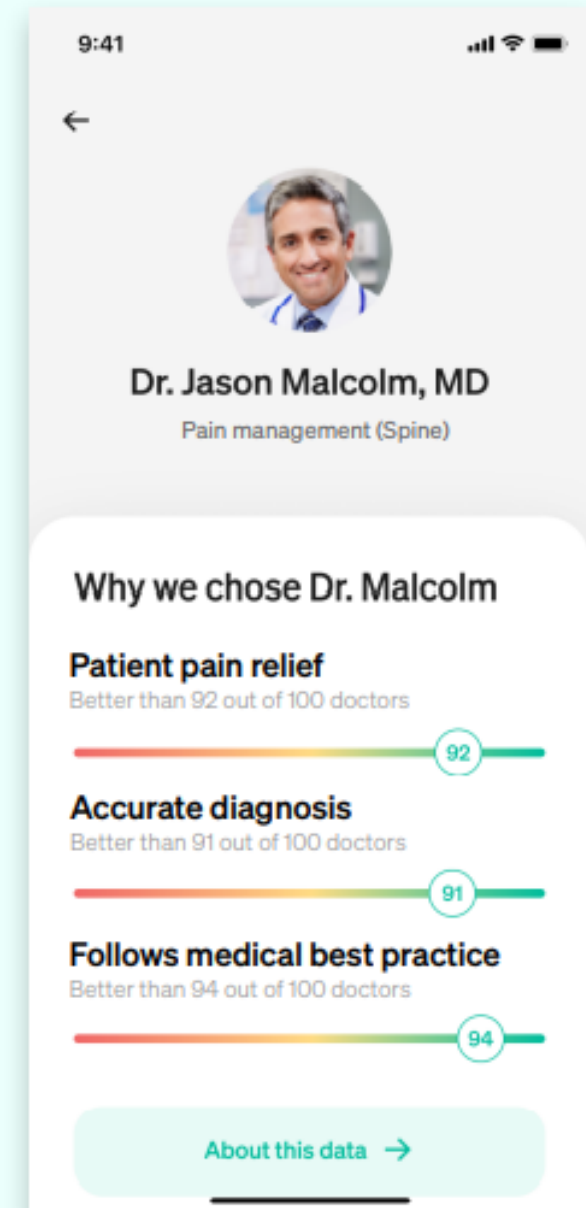 9:41
Dr. Jason Malcolm, MD
Pain management (Spine)
Why we chose Dr. Malcolm
Patient pain relief
Better than 92 out of 100 doctors
92
Accurate diagnosis
Better than 91 out of 100 doctors
91
Follows medical best practice
Better than 94 out of 100 doctors
94
About this data →